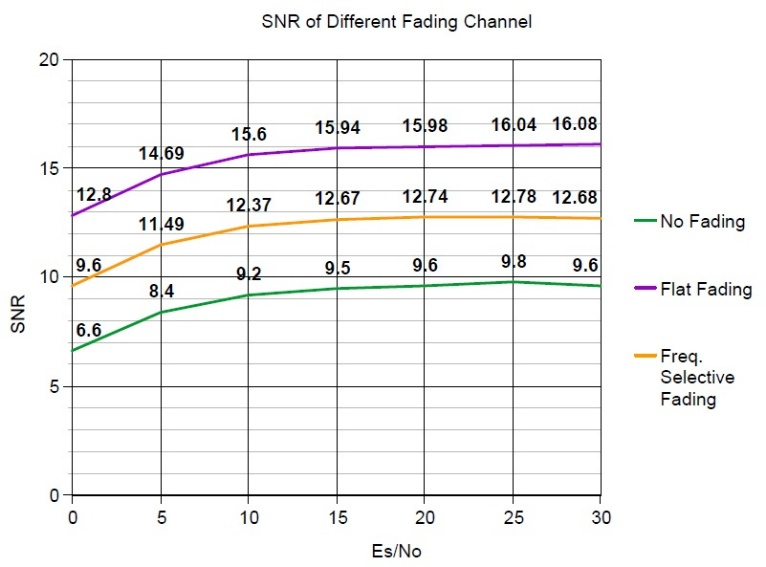 SNR of Different Fading Channel
20
15
10
5
0
SNR
12.8 14.69 15.6 15.94 15.98 16.04 16.08
9.6 11.49 12.37 12.67 12.74 12.78 12.68
6.6 8.4 9.2 9.5 9.6 9.8 9.6
0 5 10 15 20 25 30
Es/No
No Fading
Flat Fading
Freq.
Selective
Fading